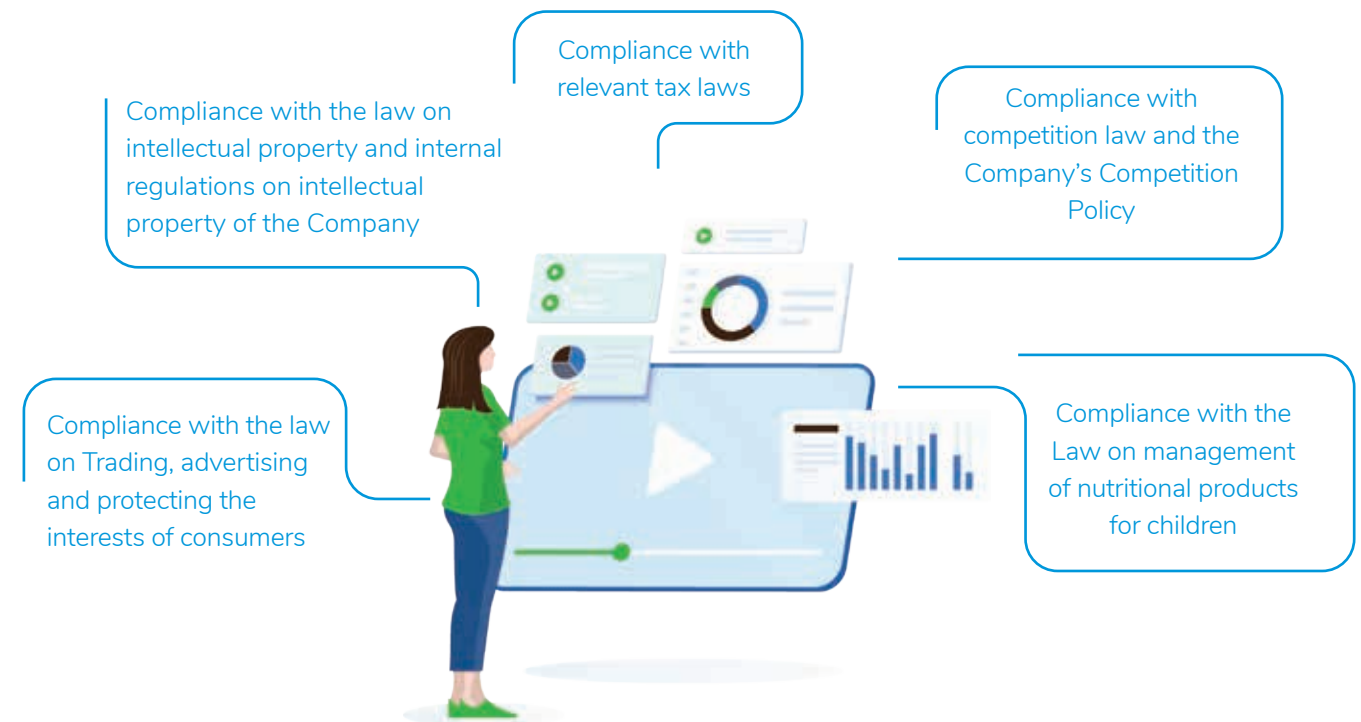 Compliance with
relevant tax laws
Compliance with the law on
intellectual property and internal
regulations on intellectual
property of the Company
Compliance with
competition law and the
Company’s Competition
Policy
Compliance with the law
on Trading, advertising
and protecting the
interests of consumers
Compliance with the
Law on management
of nutritional products
for children